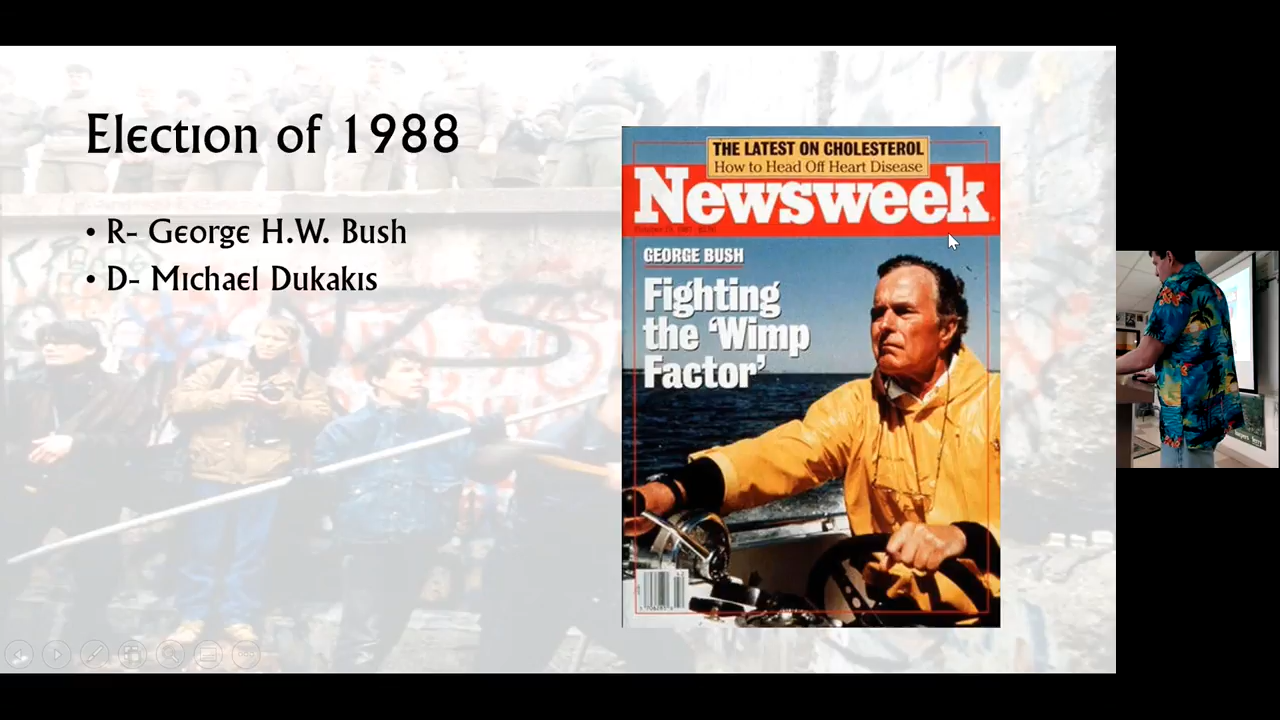 Election of 1988
• R- George H.W. Bush
• D- Michael Dukakis
THE LATEST ON CHOLESTEROL
How to Head Off Heart Disease
Newsweek
GEORGE BUSH
Fighting
the ‘Wimp
Factor’